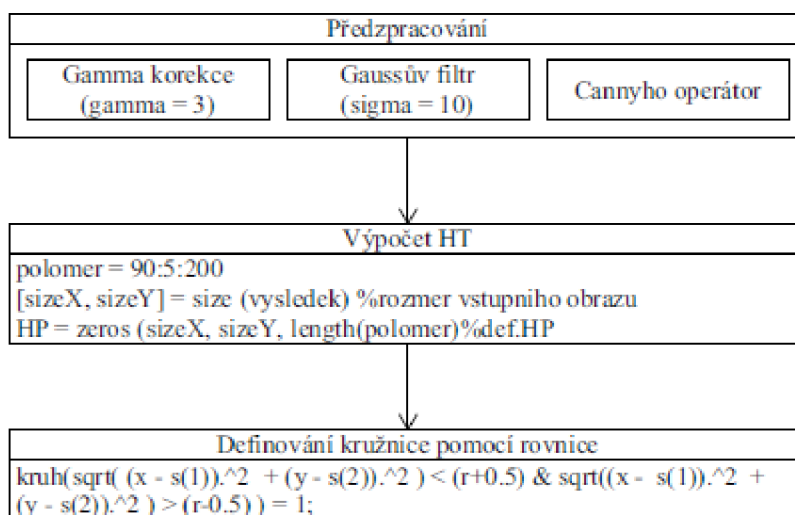 Předzpracování
Gamma korekce
(gamma = 3)
Gaussův filtr
(sigma = 10)
Cannyho operátor
Výpočet HT
polomer = 90:5:200
[sizeX, sizeY] = size (vysledek) %rozmer vstupniho obrazu
HP = zeros (sizeX, sizeY, length(polomer)%def.HP
Definování kružnice pomocí rovnice
kruh(sqrt( (x - s(1)).^2 + (y - s(2)).^2 ) < (r+0.5) & sqrt((x - s(1)).^2 +
(y - s(2)).^2 ) > (r-0.5) ) = 1;